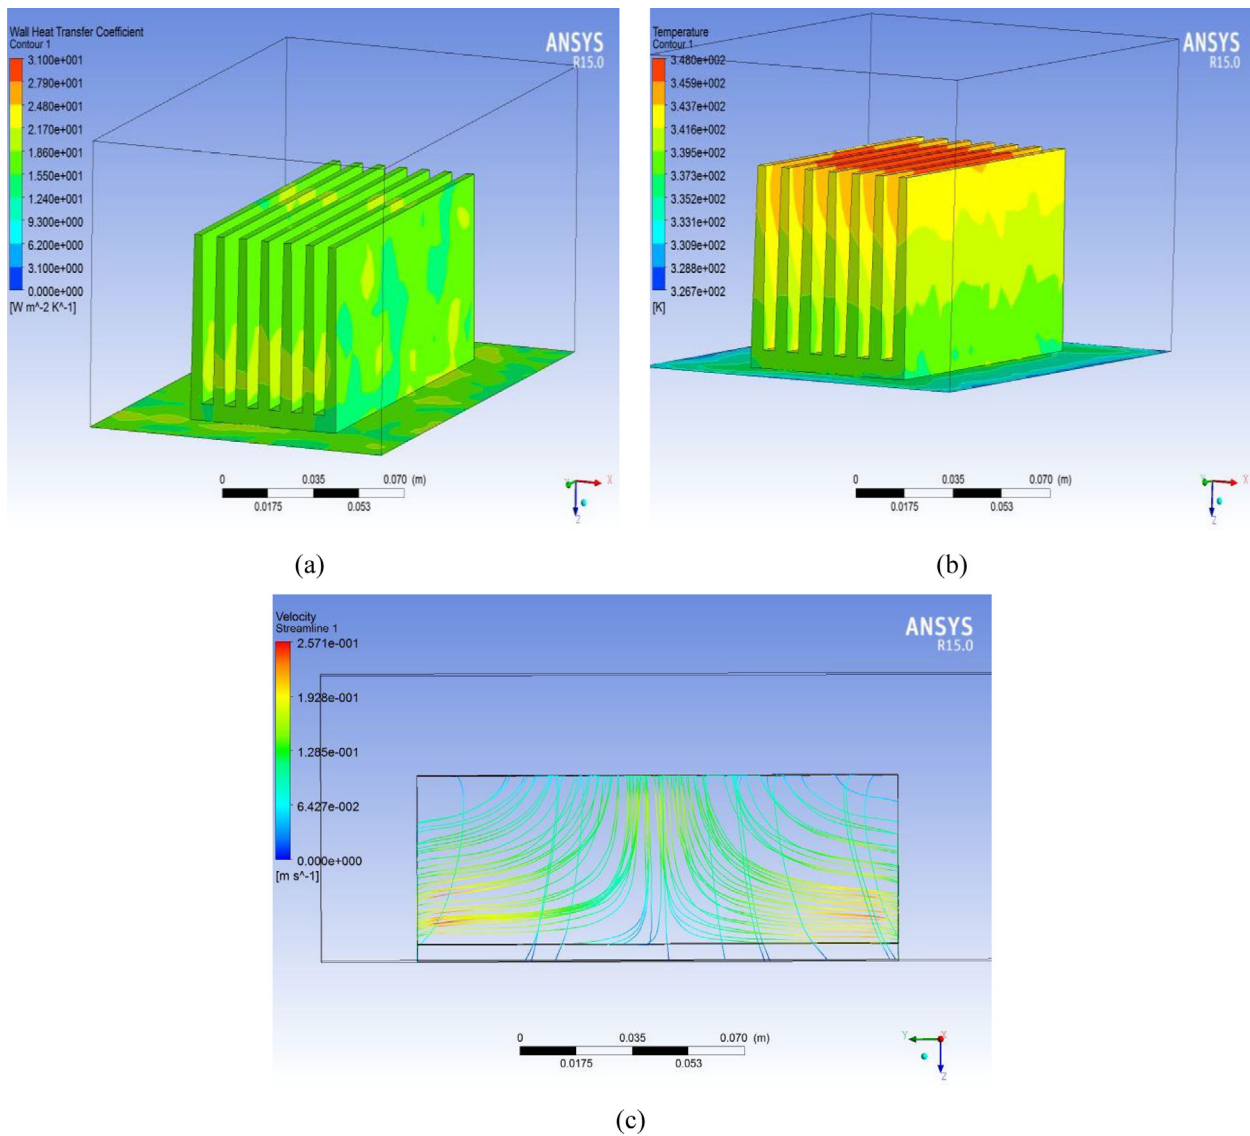 Wall Heat Transfer Coefficient
Contour 1
3.100e+001
2.790e+001
2.480e+001
2.170e+001
1.860e+001
1.550e+001
1.240e+001
9.300e+000
6.200e+000
3.100e+000
0.000e+000
[W m^-2 K^-1]
ANSYS
R15.0
0 0.035 0.070 (m)
0.0175 0.053
Y X
Z
(a)
Temperature
Contour 1
3.480e+002
3.459e+002
3.437e+002
3.416e+002
3.395e+002
3.373e+002
3.352e+002
3.331e+002
3.309e+002
3.288e+002
3.267e+002
[K]
ANSYS
R15.0
0 0.035 0.070 (m)
0.0175 0.053
Y X
Z
(b)
Velocity
Streamline 1
2.571e-001
1.928e-001
1.285e-001
6.427e-002
0.000e+000
[m s^-1]
ANSYS
R15.0
0 0.035 0.070 (m)
0.0175 0.053
Y X
Z
(c)